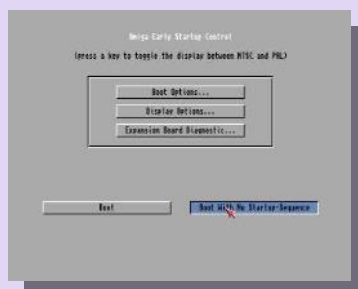 Amiga Early Startup Control
(press a key to toggle the display between NTSC and PAL)
Boot Options...
Display Options...
Expansion Board Diagnostic...
Boot
Boot With No Startup-Sequence